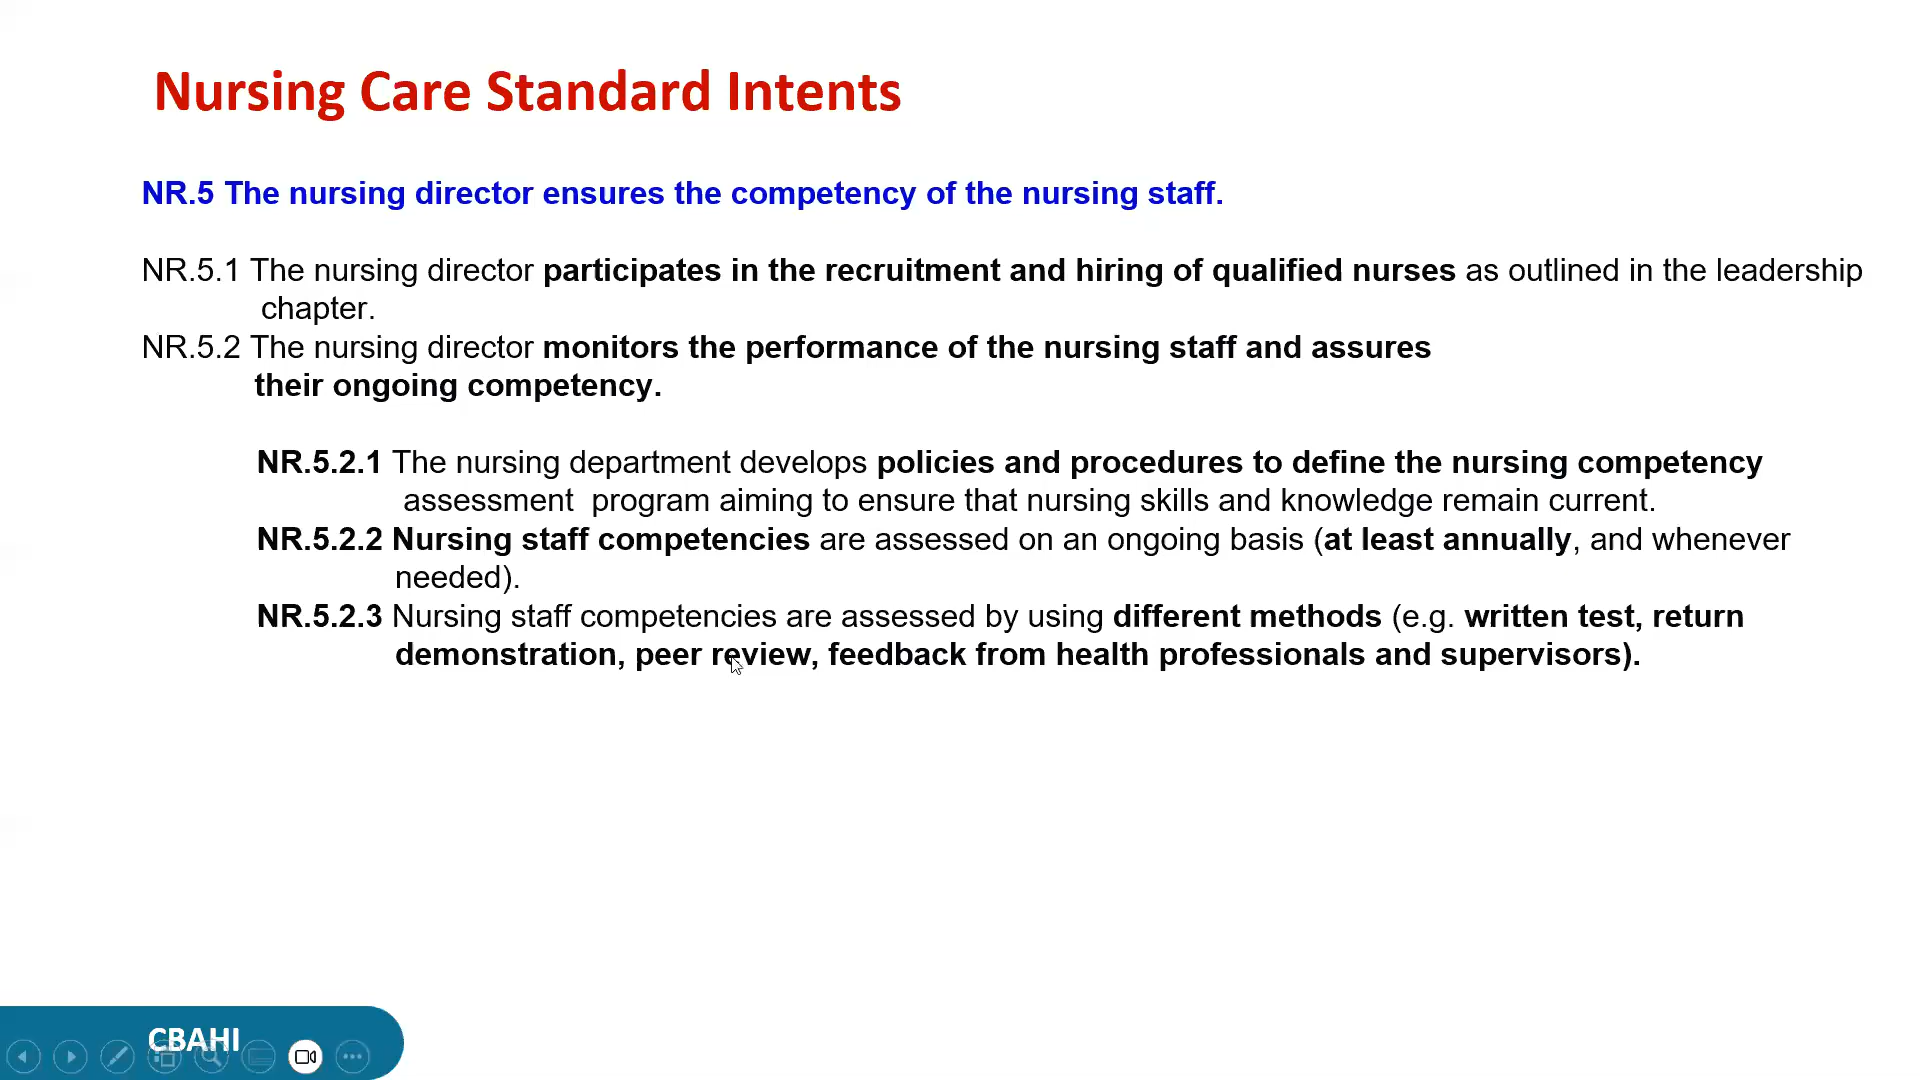 Nursing Care Standard Intents
NR.5 The nursing director ensures the competency of the nursing staff.
NR.5.1 The nursing director participates in the recruitment and hiring of qualified nurses as outlined in the leadership
chapter.
NR.5.2 The nursing director monitors the performance of the nursing staff and assures
their ongoing competency.
NR.5.2.1 The nursing department develops policies and procedures to define the nursing competency
assessment  program aiming to ensure that nursing skills and knowledge remain current.
NR.5.2.2 Nursing staff competencies are assessed on an ongoing basis (at least annually, and whenever
needed).
NR.5.2.3 Nursing staff competencies are assessed by using different methods (e.g. written test, return
demonstration, peer review, feedback from health professionals and supervisors).
CBAHI